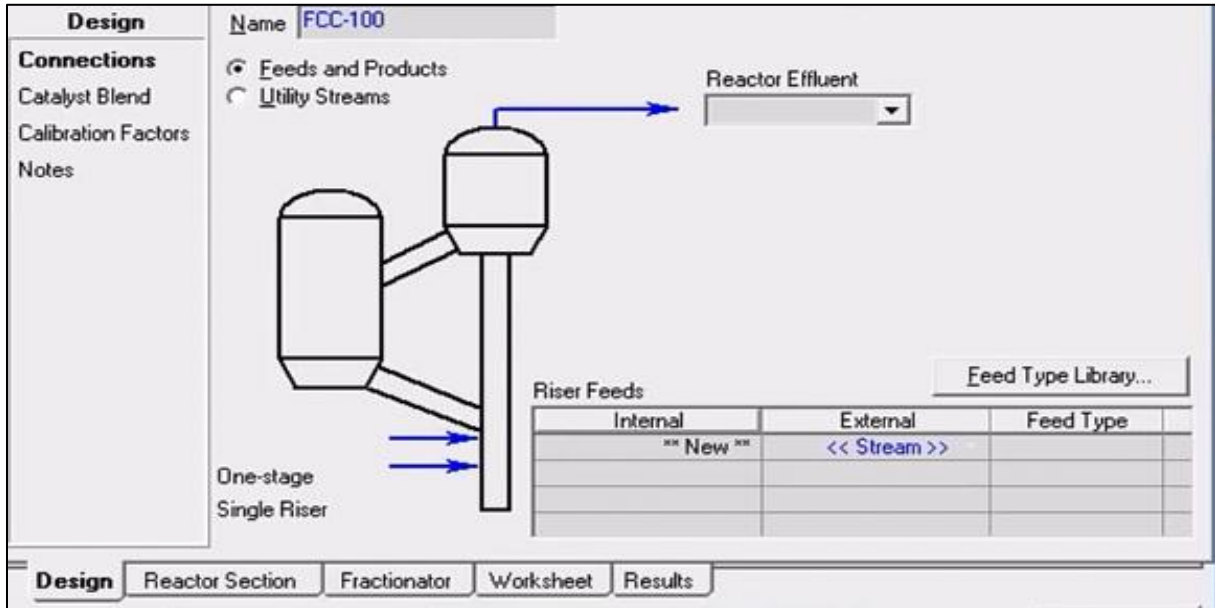 Design
Connections
Catalyst Blend
Calibration Factors
Notes
Name FCC-100
Feeds and Products
Utility Streams
Reactor Effluent
One-stage
Single Riser
Feed Type Library...
Riser Feeds
Internal External Feed Type
** New ** << Stream >>
Design Reactor Section Fractionator Worksheet Results